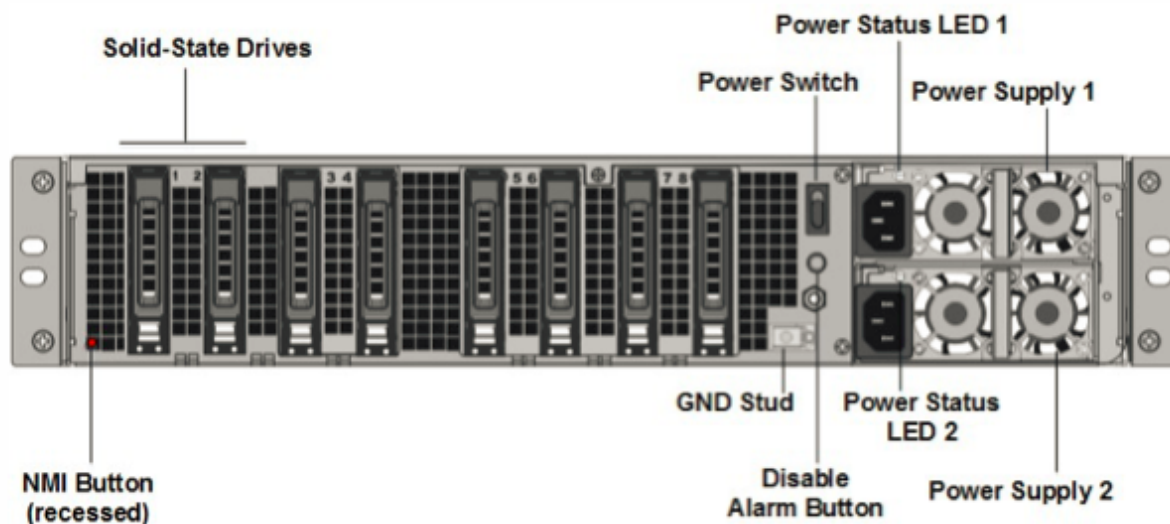 Power Status LED 1
Solid-State Drives
Power Switch
Power Supply 1
1 2
3 4
5 6
7 8
GND Stud
Power Status
LED 2
NMI Button
(recessed)
Disable
Alarm Button
Power Supply 2